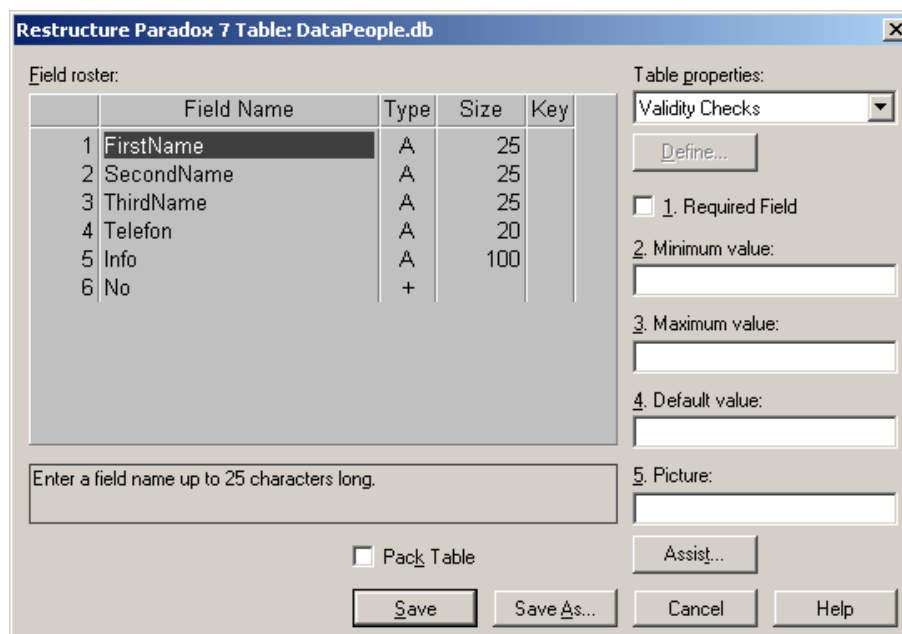 Restructure Paradox 7 Table: DataPeople.db
Field roster:
Field Name Type Size Key
1 FirstName A 25
2 SecondName A 25
3 ThirdName A 25
4 Telefon A 20
5 Info A 100
6 No +
Enter a field name up to 25 characters long.
Pack Table
Table properties:
Validity Checks
Define...
1. Required Field
2. Minimum value:
3. Maximum value:
4. Default value:
5. Picture:
Assist...
Save Save As... Cancel Help